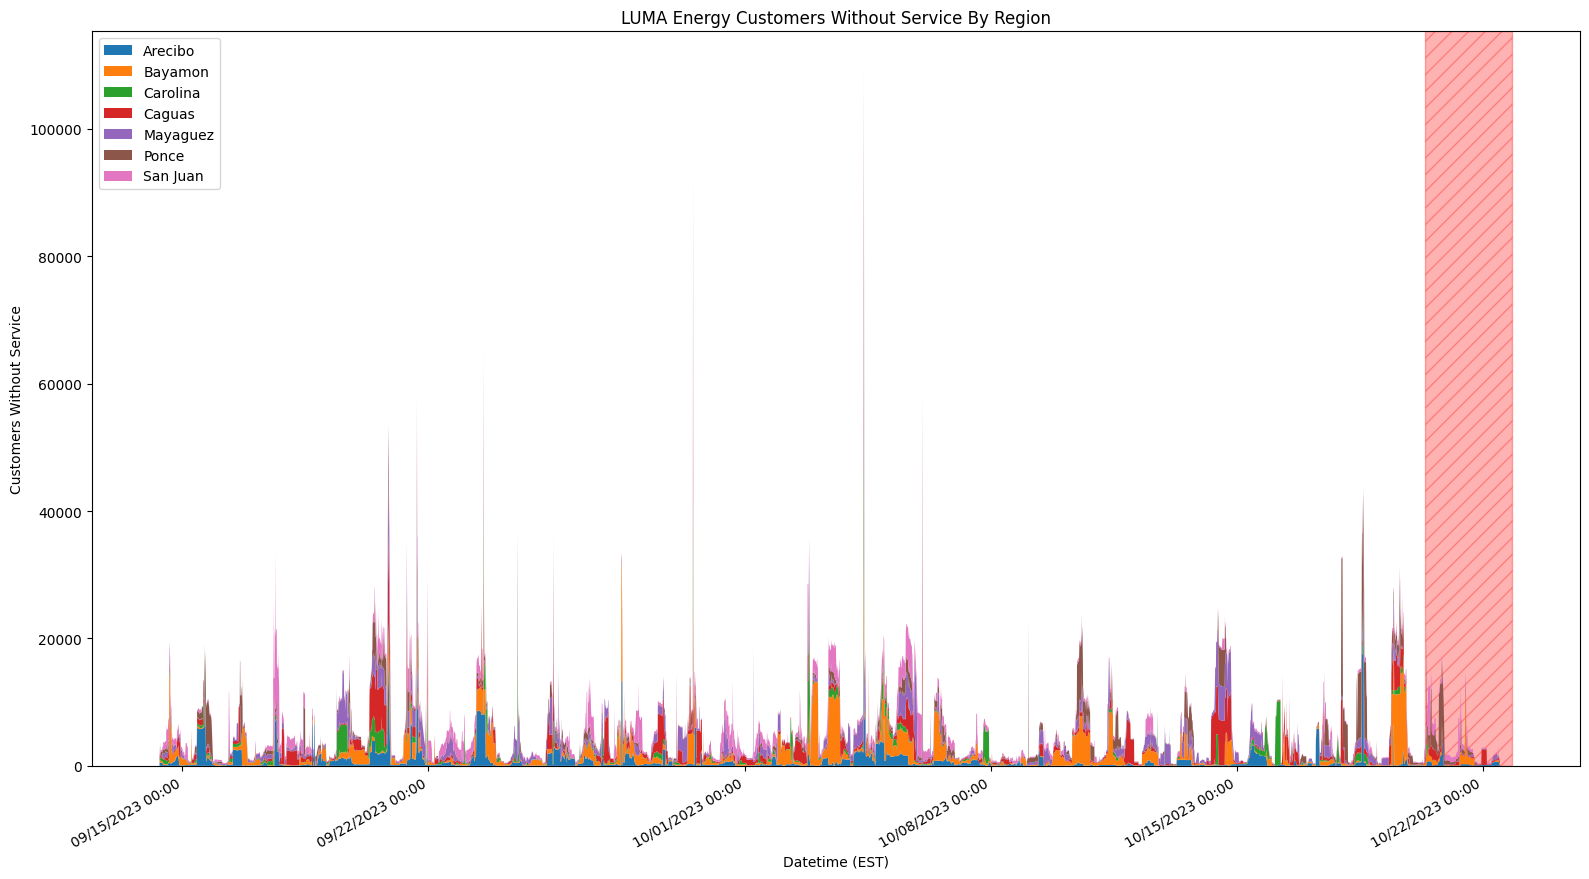 LUMA Energy Customers Without Service By Region
Arecibo
Bayamon
Carolina
Caguas
Mayaguez
Ponce
San Juan
100000
80000
60000
40000
20000
0
Customers Without Service
09/15/2023 00:00
09/22/2023 00:00
10/01/2023 00:00
10/08/2023 00:00
10/15/2023 00:00
10/22/2023 00:00
Datetime (EST)